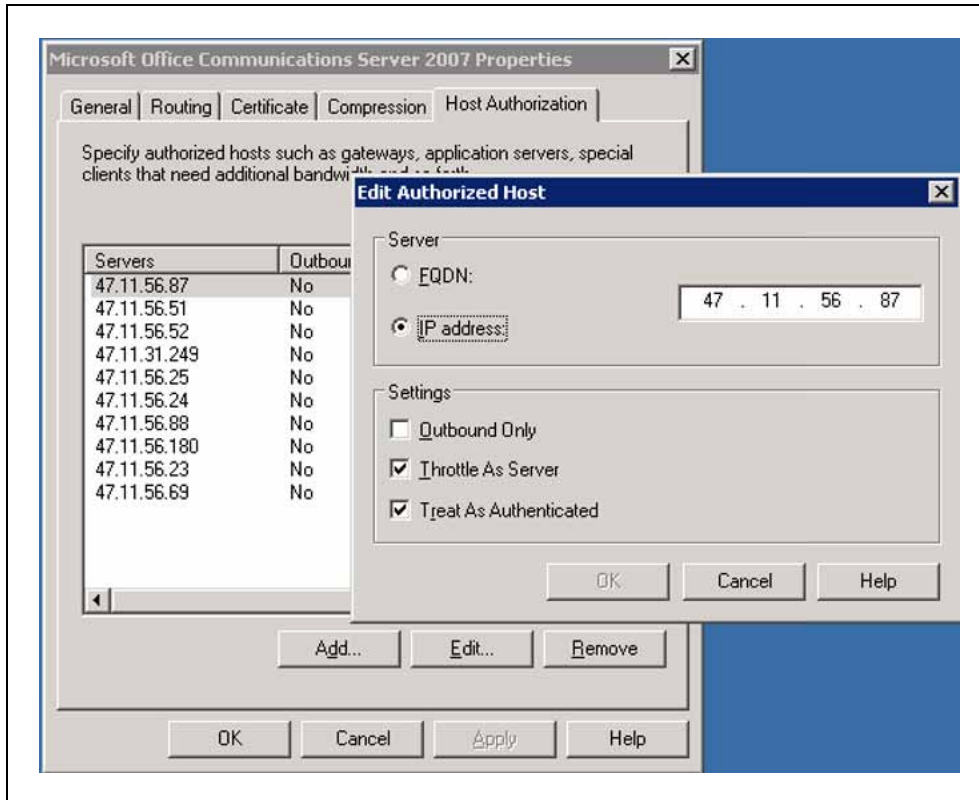 Microsoft Office Communications Server 2007 Properties
General Routing Certificate Compression Host Authorization
Specify authorized hosts such as gateways, application servers, special
clients that need additional
Servers
47.11.56.87 No
47.11.56.51 No
47.11.56.52 No
47.11.31.249 No
47.11.56.25 No
47.11.56.24 No
47.11.56.88 No
47.11.56.180 No
47.11.56.23 No
47.11.56.69 No
Add... Edit... Remove
OK Cancel Apply Help
Edit Authorized Host
Server
FQDN:
IP address:
47 . 11 . 56 . 87
Settings
Outbound Only
Throttle As Server
Treat As Authenticated
OK Cancel Help